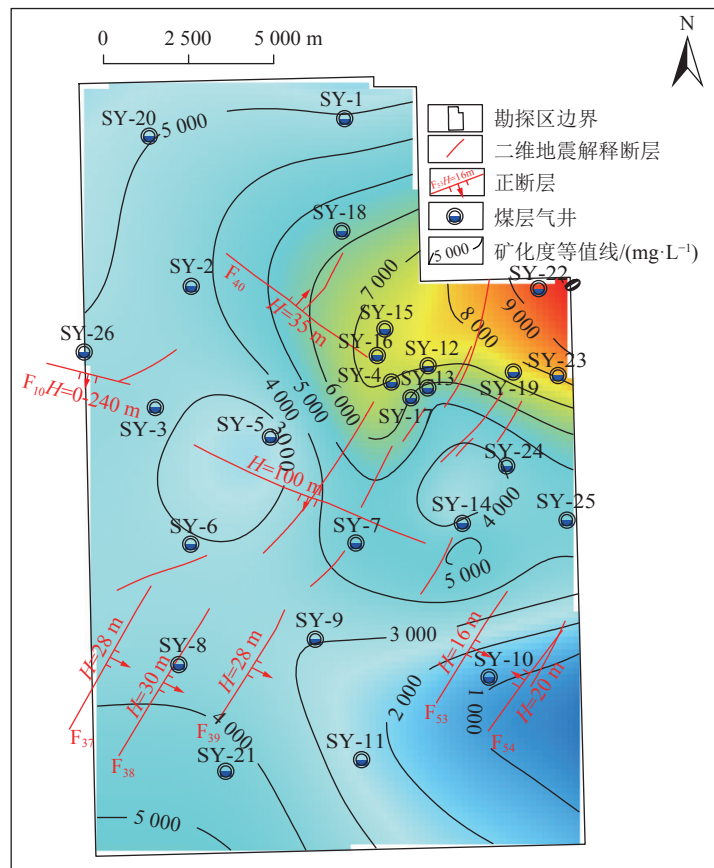 0 2 500 5 000 m
N
勘探区边界
二维地震解释断层
F53H=16m
正断层
煤层气井
5 000
矿化度等值线/(mg·L⁻¹)
SY-1
SY-20
5 000
SY-18
SY-2
F40
H=35 m
7 000
SY-22
9 000
8 000
SY-15
SY-16
SY-12
SY-26
SY-4
SY-13
SY-17
SY-19
SY-23
6 000
5 000
4 000
F10H=0-240 m
SY-3
SY-5
3 000
H=100 m
SY-24
SY-14
4 000
SY-25
SY-6
SY-7
5 000
SY-9
3 000
H=28 m
SY-8
H=30 m
H=28 m
H=16 m
SY-10
H=20 m
1 000
2 000
F53
F54
F37
F38
F39
4 000
SY-21
SY-11
5 000